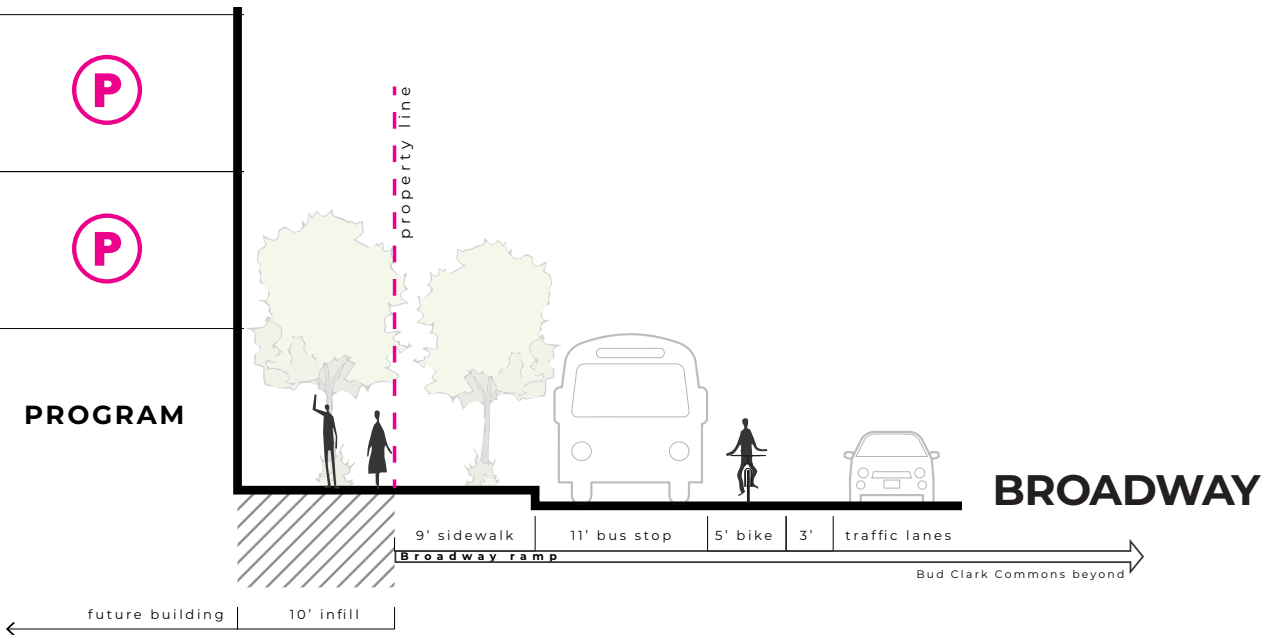 P
property line
P
PROGRAM
BROADWAY
9’ sidewalk
11’ bus stop
5’ bike
3’
traffic lanes
Broadway ramp
Bud Clark Commons beyond
future building
10’ infill